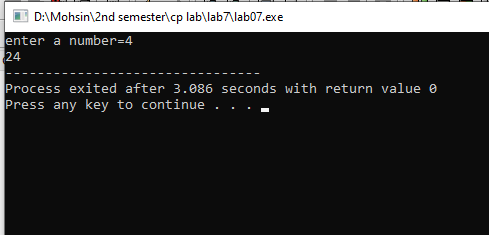 D:\Mohsin\2nd semester\cp lab\lab7\lab07.exe
enter a number=4
24
--------------------------------
Process exited after 3.086 seconds with return value 0
Press any key to continue . . .